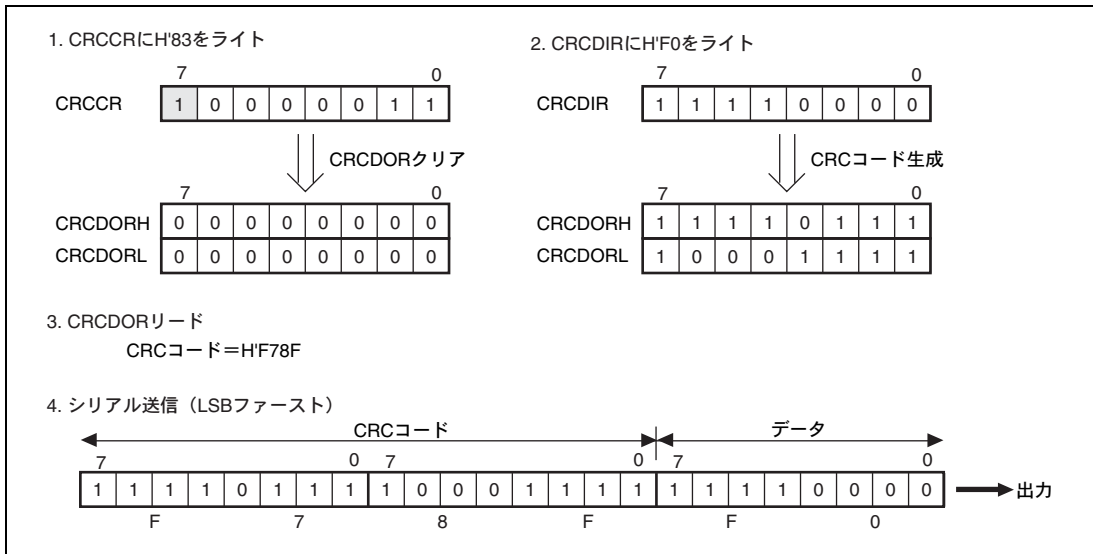 1. CRCCRにH'83をライト
7 0
CRCCR 1 0 0 0 0 0 1 1
CRCDORクリア
7 0
CRCDORH 0 0 0 0 0 0 0 0
CRCDORL 0 0 0 0 0 0 0 0
2. CRCDIRにH'F0をライト
7 0
CRCDIR 1 1 1 1 0 0 0 0
CRCコード生成
7 0
CRCDORH 1 1 1 1 0 1 1 1
CRCDORL 1 0 0 0 1 1 1 1
3. CRCDORリード
CRCコード＝H'F78F
4. シリアル送信（LSBファースト）
CRCコード データ
7 0 7 0 7 0
1 1 1 1 0 1 1 1 1 0 0 0 1 1 1 1 1 1 1 1 0 0 0 0 出力
F 7 8 F F 0